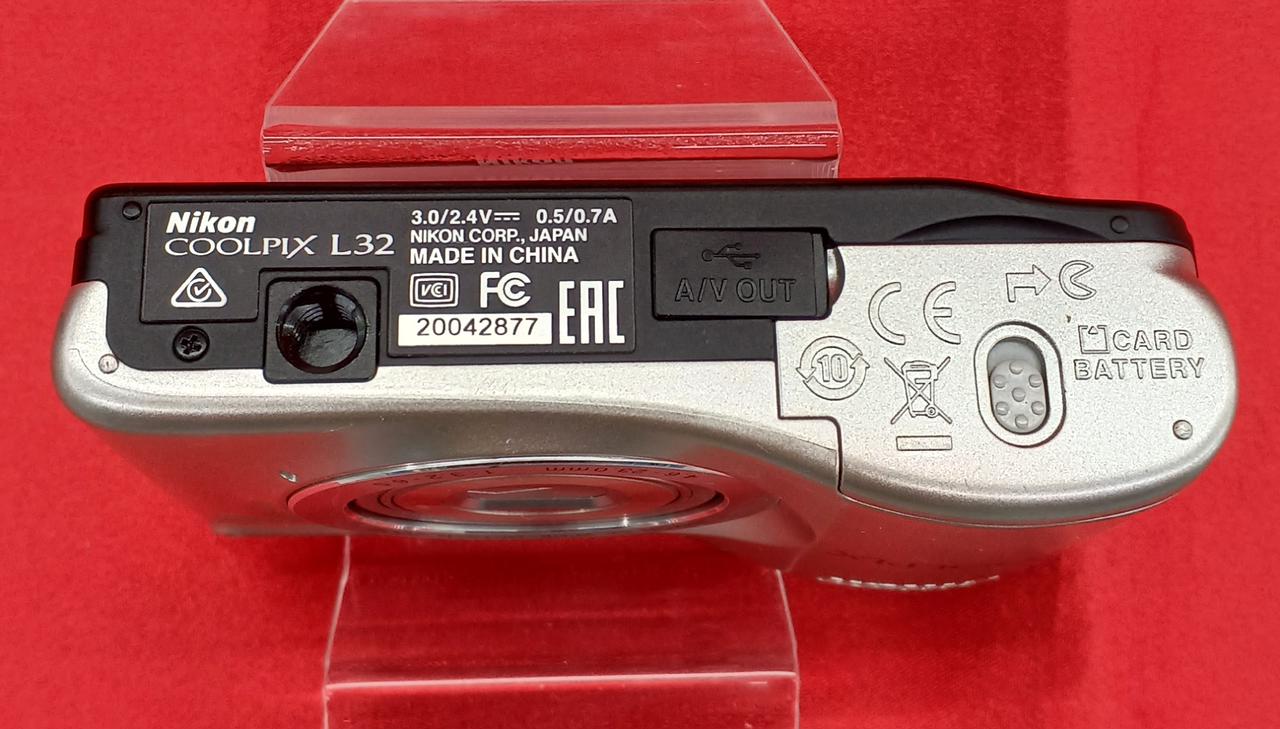 Nikon
COOLPIX L32
3.0/2.4V⎓ 0.5/0.7A
NIKON CORP., JAPAN
MADE IN CHINA
VCI
FC
EAC
20042877
A/V OUT
CE
10
CARD
BATTERY